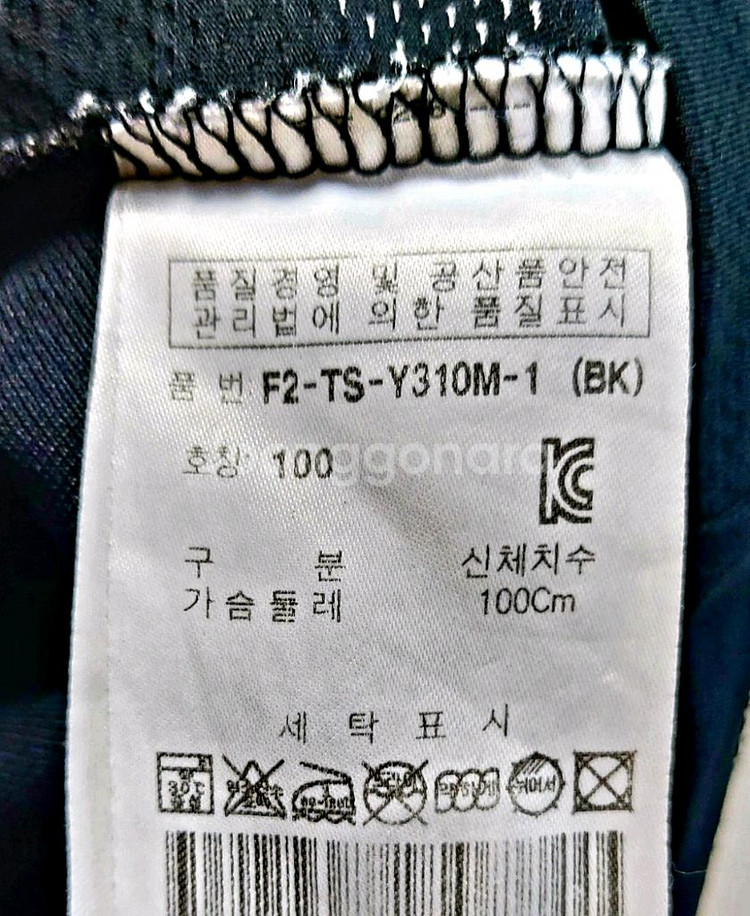 품질경영 및 공산품안전
관리법에 의한 품질표시
품 번 F2-TS-Y310M-1 (BK)
호칭 100
구 분 신체치수
가슴둘레 100Cm
세 탁 표 시